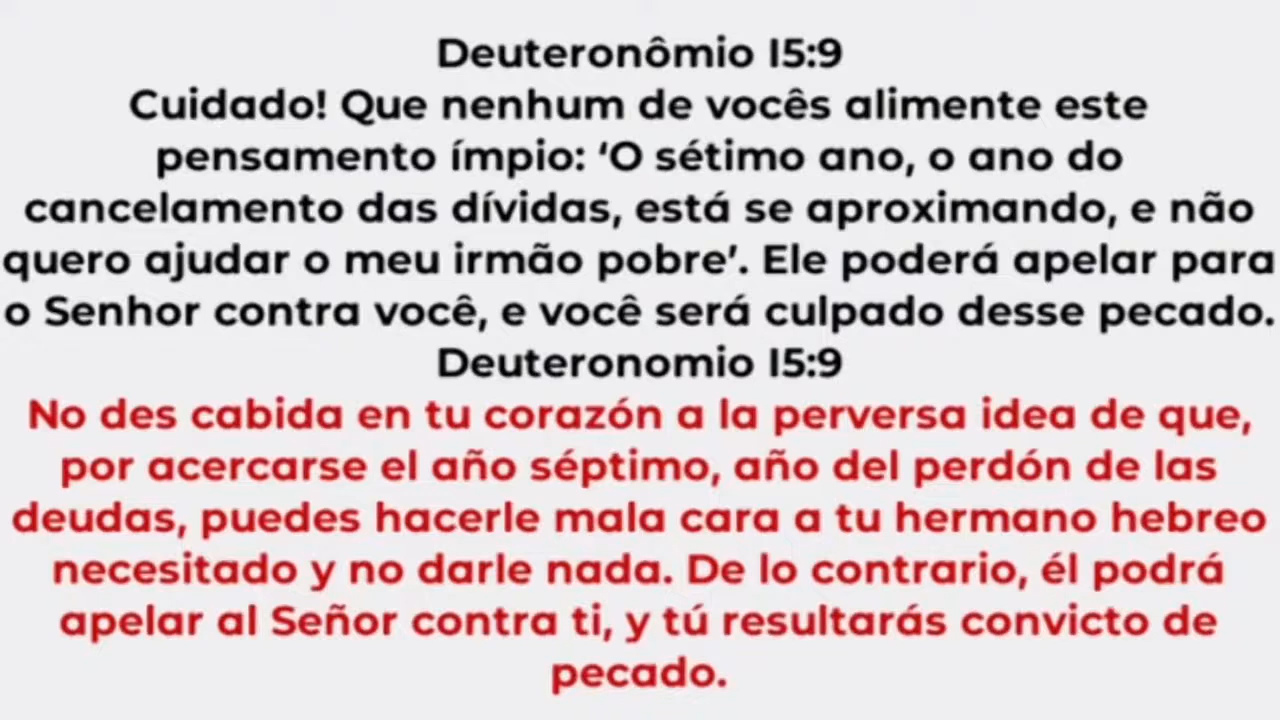 Deuteronômio 15:9
Cuidado! Que nenhum de vocês alimente este
pensamento ímpio: ‘O sétimo ano, o ano do
cancelamento das dívidas, está se aproximando, e não
quero ajudar o meu irmão pobre’. Ele poderá apelar para
o Senhor contra você, e você será culpado desse pecado.
Deuteronomio 15:9
No des cabida en tu corazón a la perversa idea de que,
por acercarse el año séptimo, año del perdón de las
deudas, puedes hacerle mala cara a tu hermano hebreo
necesitado y no darle nada. De lo contrario, él podrá
apelar al Señor contra ti, y tú resultarás convicto de
pecado.